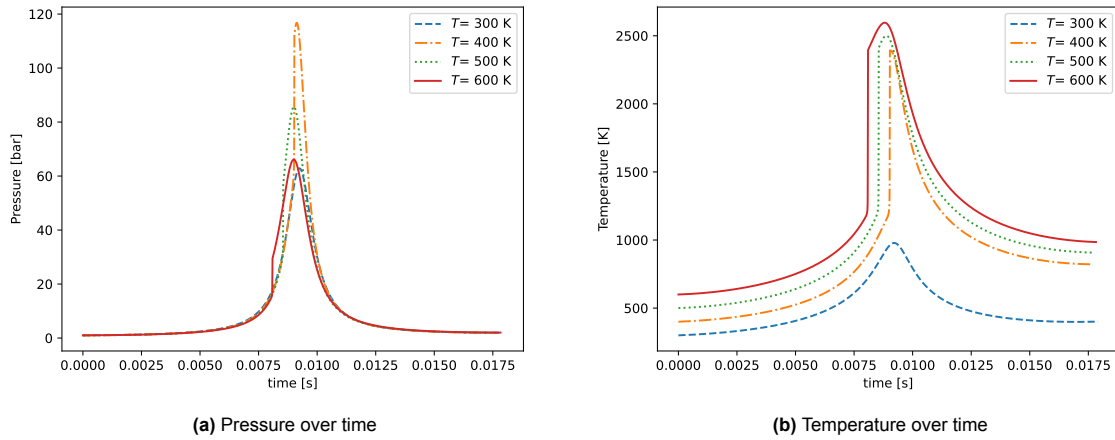 120
100
80
60
40
20
0
Pressure [bar]
0.0000 0.0025 0.0050 0.0075 0.0100 0.0125 0.0150 0.0175
time [s]
T= 300 K
T= 400 K
T= 500 K
T= 600 K
(a) Pressure over time
2500
2000
1500
1000
500
Temperature [K]
0.0000 0.0025 0.0050 0.0075 0.0100 0.0125 0.0150 0.0175
time [s]
T= 300 K
T= 400 K
T= 500 K
T= 600 K
(b) Temperature over time